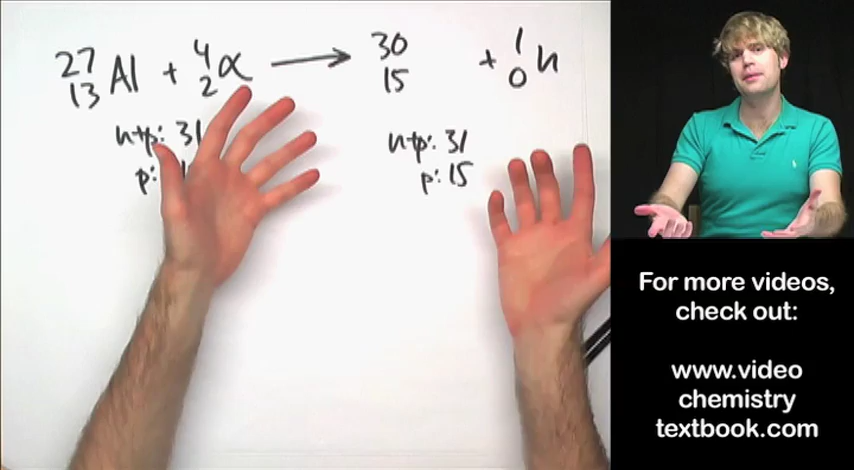 27 4 30 1
13 Al + 2 α → 15 + 0 n
n+p: 31 n+p: 31
p: p: 15
For more videos,
check out:
www.video
chemistry
textbook.com